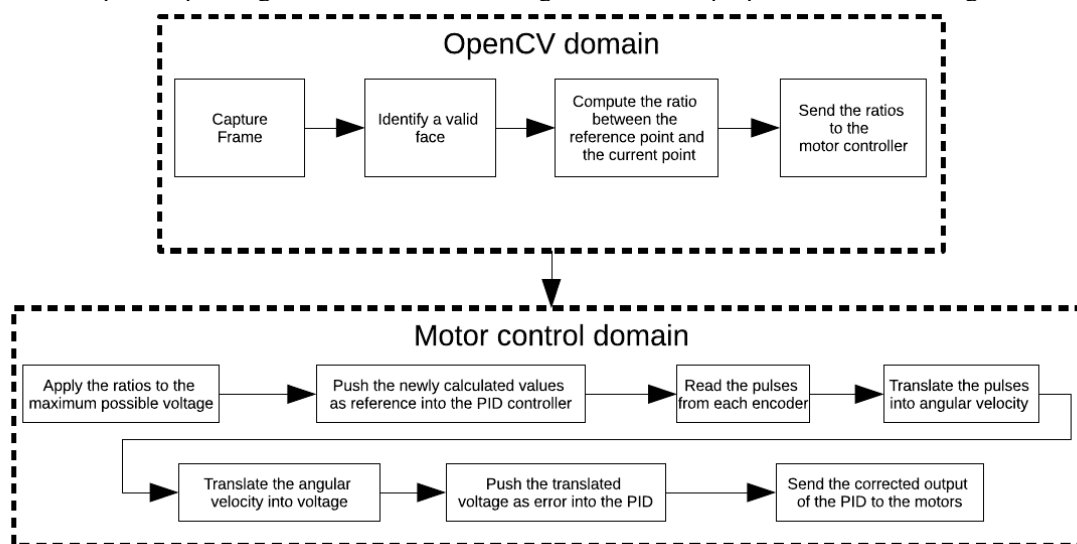 OpenCV domain
Capture
Frame
Identify a valid
face
Compute the ratio
between the
reference point and
the current point
Send the ratios
to the
motor controller
Motor control domain
Apply the ratios to the
maximum possible voltage
Push the newly calculated values
as reference into the PID controller
Read the pulses
from each encoder
Translate the pulses
into angular velocity
Translate the angular
velocity into voltage
Push the translated
voltage as error into the PID
Send the corrected output
of the PID to the motors